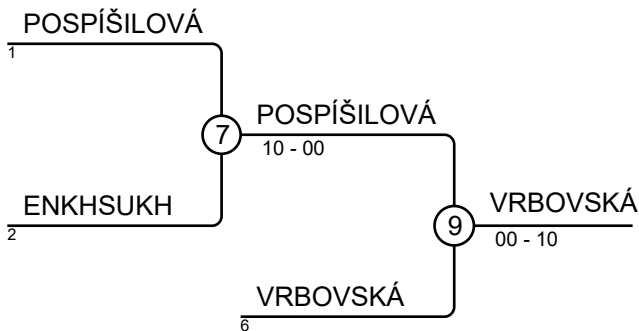 POSPÍŠILOVÁ
1
7
POSPÍŠILOVÁ
10 - 00
ENKHSUKH
2
9
VRBOVSKÁ
00 - 10
VRBOVSKÁ
6